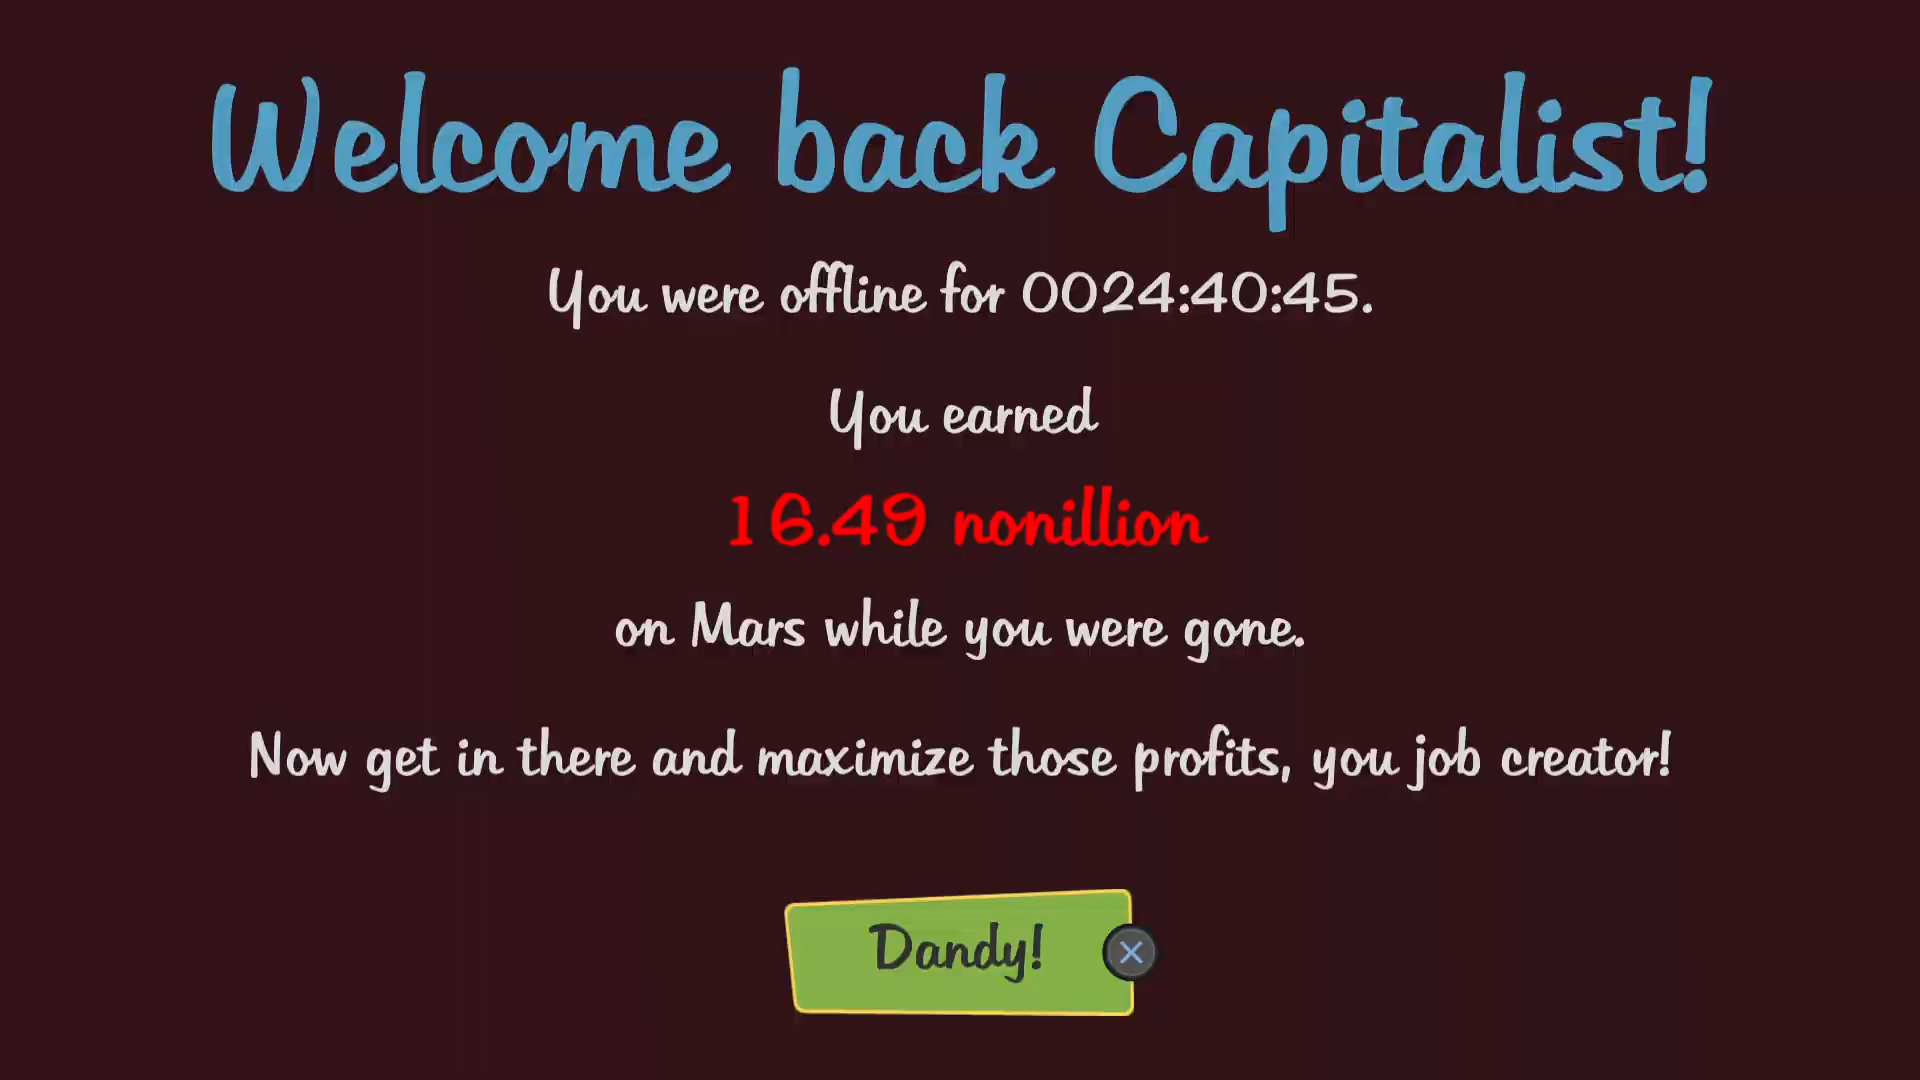 Welcome back Capitalist!
You were offline for 0024:40:45.
You earned
16.49 nonillion
on Mars while you were gone.
Now get in there and maximize those profits, you job creator!
Dandy!